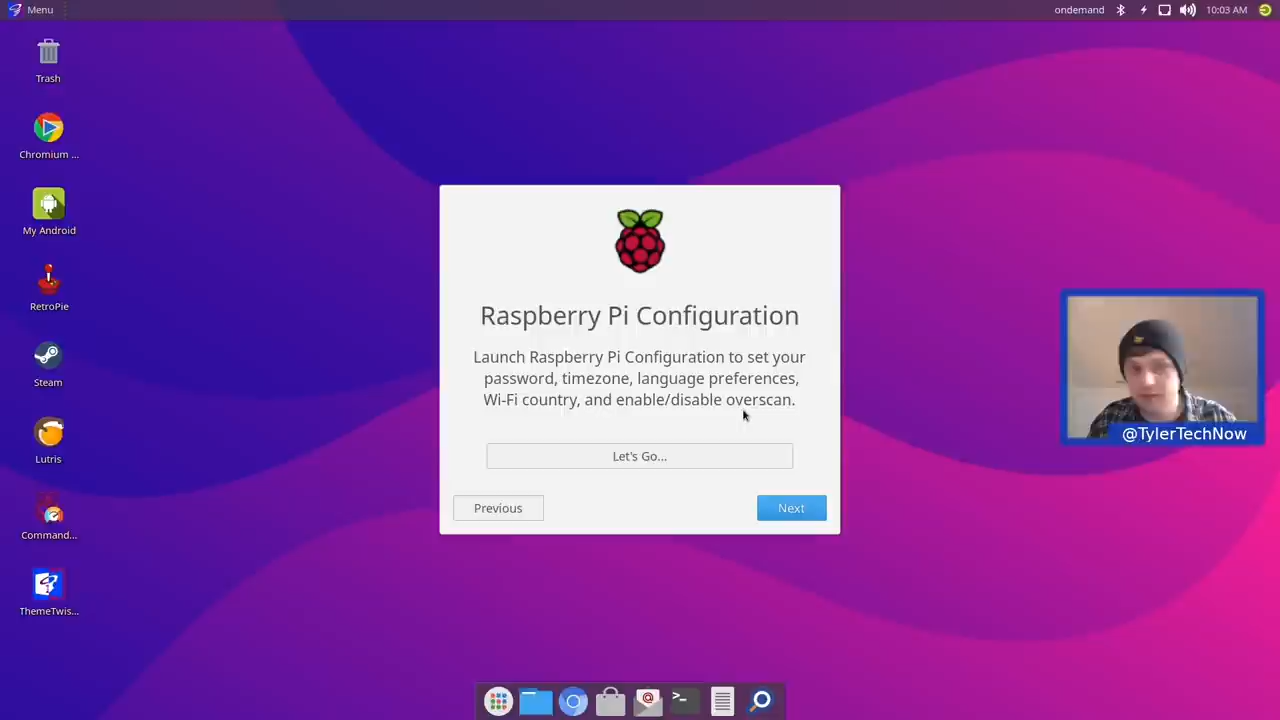 Menu
ondemand
10:03 AM
Trash
Chromium ...
My Android
RetroPie
Steam
Lutris
Command...
ThemeTwis...
Raspberry Pi Configuration
Launch Raspberry Pi Configuration to set your
password, timezone, language preferences,
Wi-Fi country, and enable/disable overscan.
Let's Go...
Previous
Next
@TylerTechNow